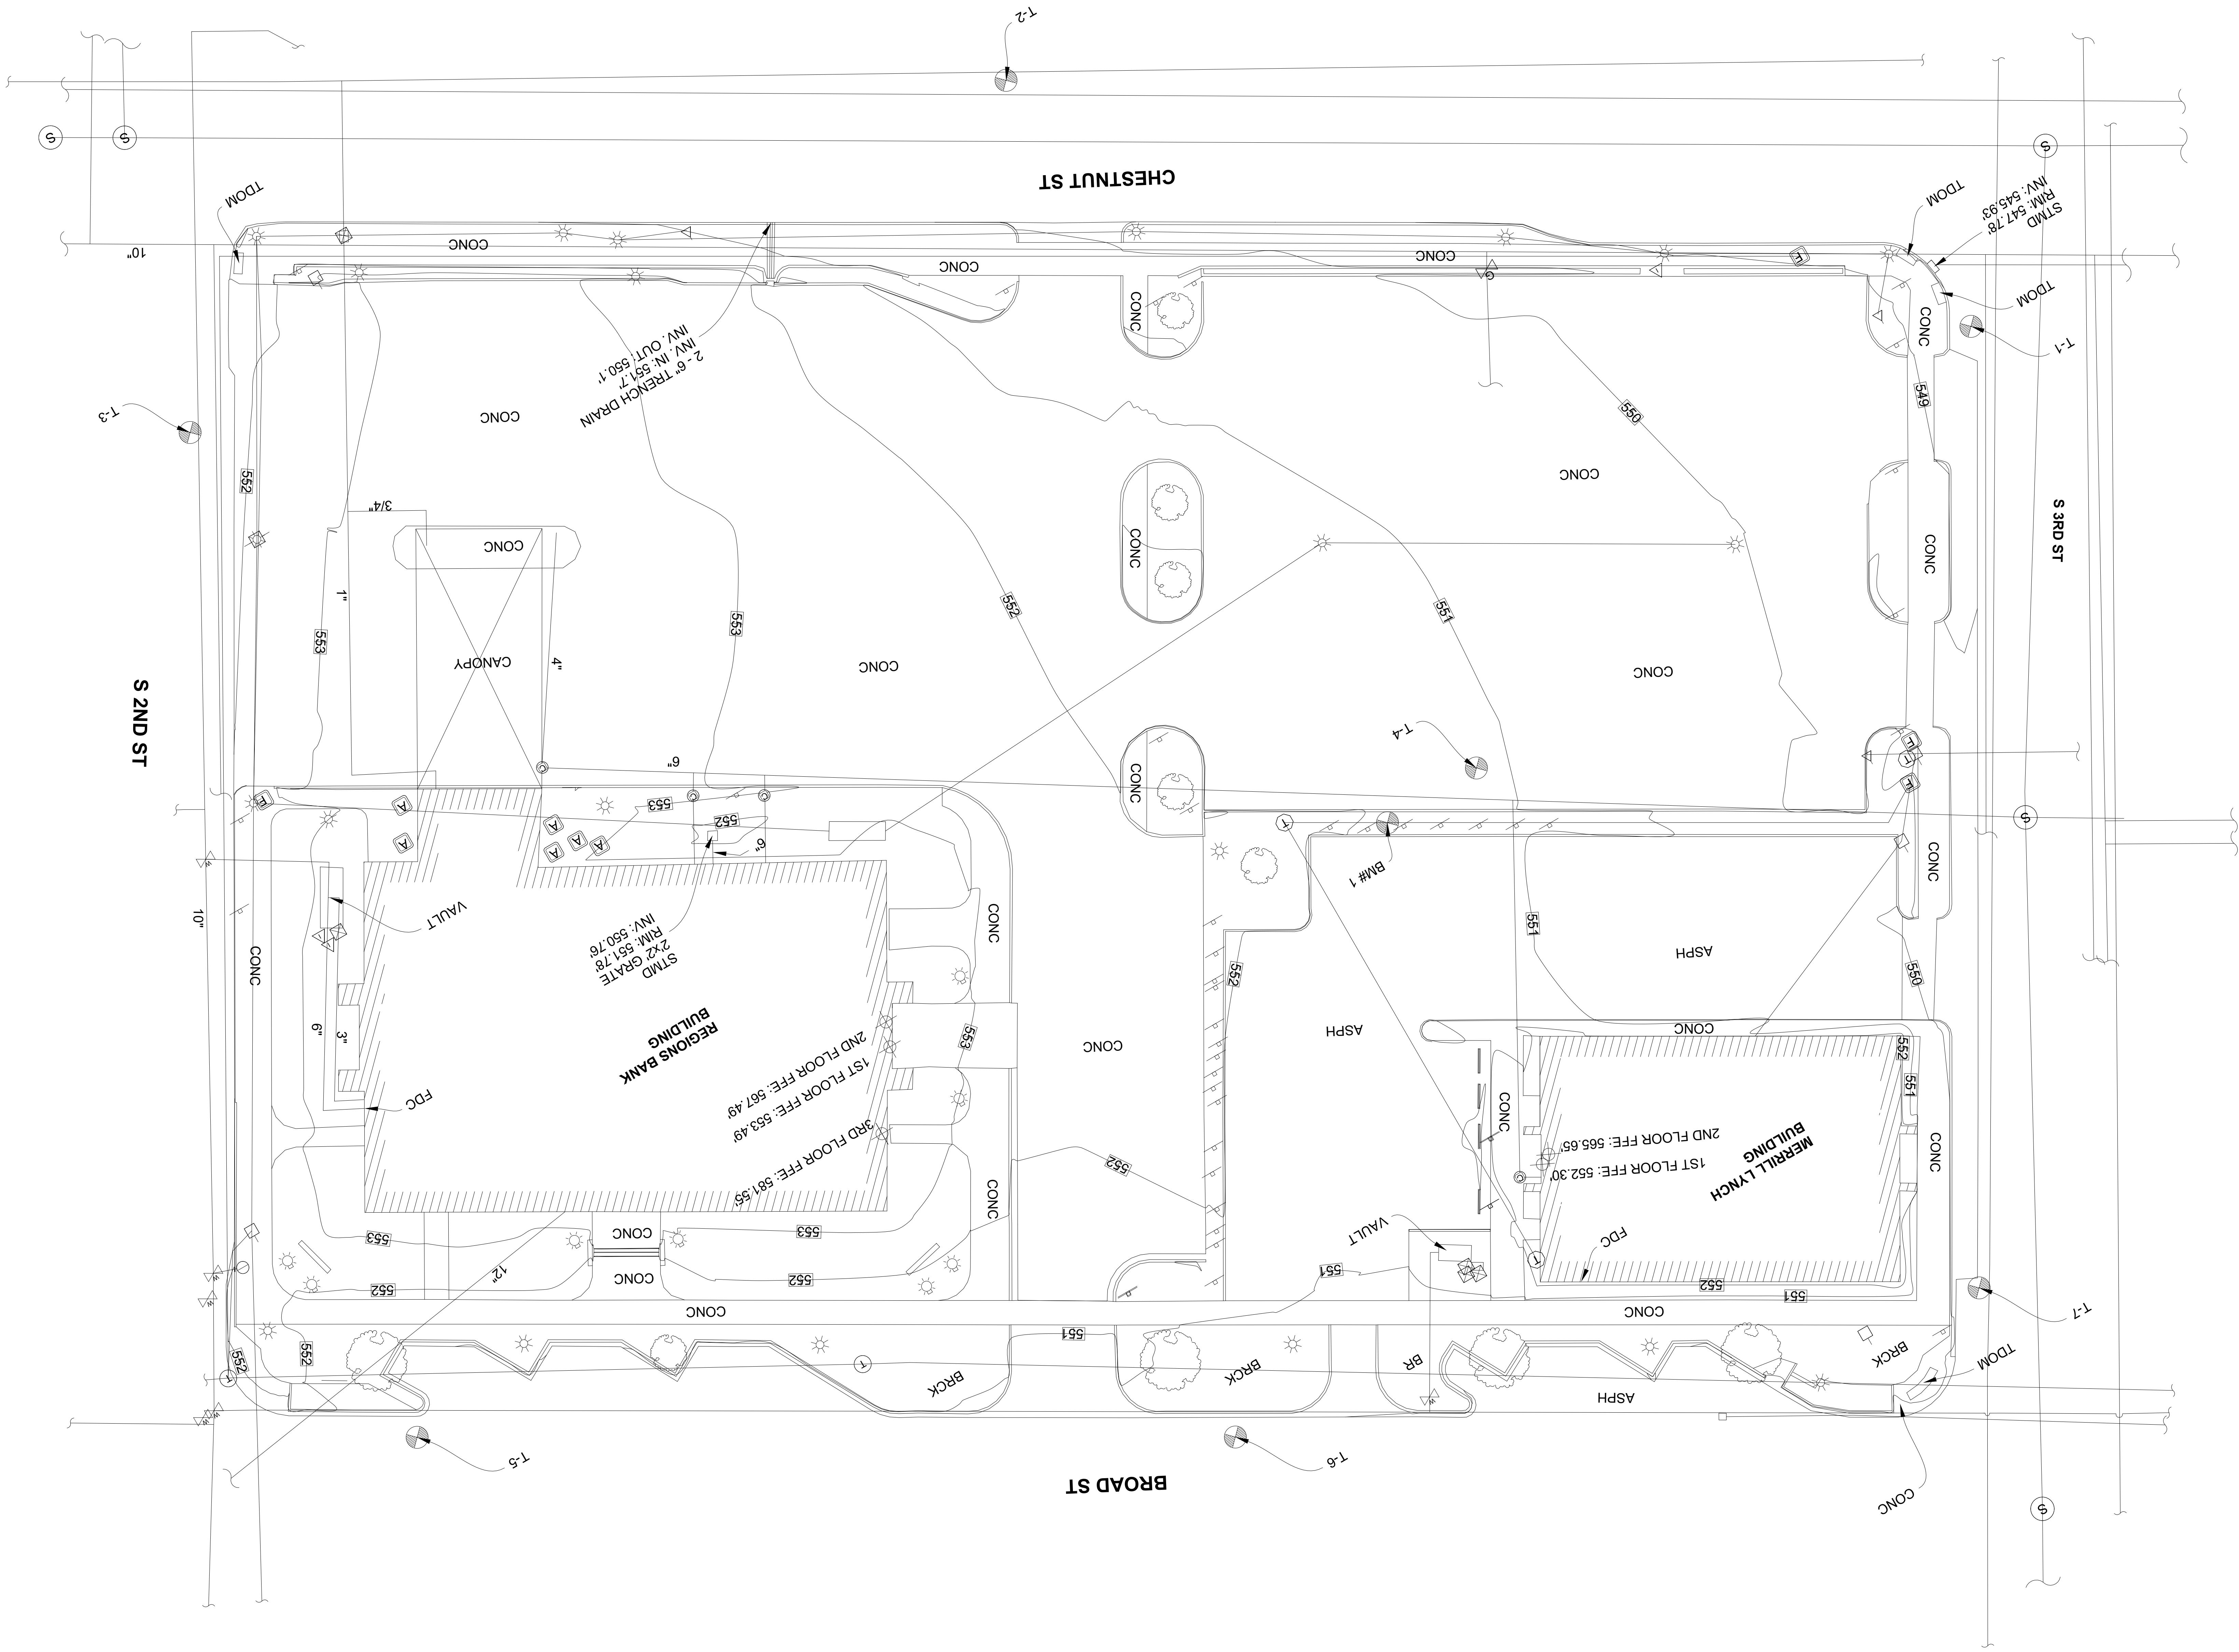 T-2
S
S
S
CHESTNUT ST
TDOM
TDOM
STMD
RIM: 547.78'
INV: 545.93'
10"
CONC
CONC
CONC
E
G
TDOM
CONC
CONC
T-1
2 - 6" TRENCH DRAIN
INV. IN: 551.7'
INV. OUT: 550.1'
T-3
CONC
549
550
552
CONC
3/4"
CONC
CONC
CONC
S 3RD ST
1"
553
553
552
551
CANOPY
4"
CONC
CONC
S 2ND ST
T-4
CONC
6"
E
T
E
E
A
A
553
552
6"
A
A
A
A
T
S
BM# 1
CONC
W
10"
VAULT
CONC
551
STMD
2'x2' GRATE
RIM: 551.78'
INV: 550.76'
CONC
552
ASPH
550
REGIONS BANK
BUILDING
2ND FLOOR FFE: 567.49'
1ST FLOOR FFE: 553.49'
3RD FLOOR FFE: 581.55'
553
6"
3"
CONC
ASPH
CONC
552
551
FDC
CONC
MERRILL LYNCH
BUILDING
2ND FLOOR FFE: 565.65'
1ST FLOOR FFE: 552.30'
CONC
552
CONC
553
CONC
553
VAULT
FDC
T
12"
552
CONC
552
551
552
551
W
W
CONC
CONC
T-7
552
552
551
T
T
BRCK
BRCK
BR
BRCK
TDOM
W
W
W
ASPH
T-5
T-6
BROAD ST
CONC
S